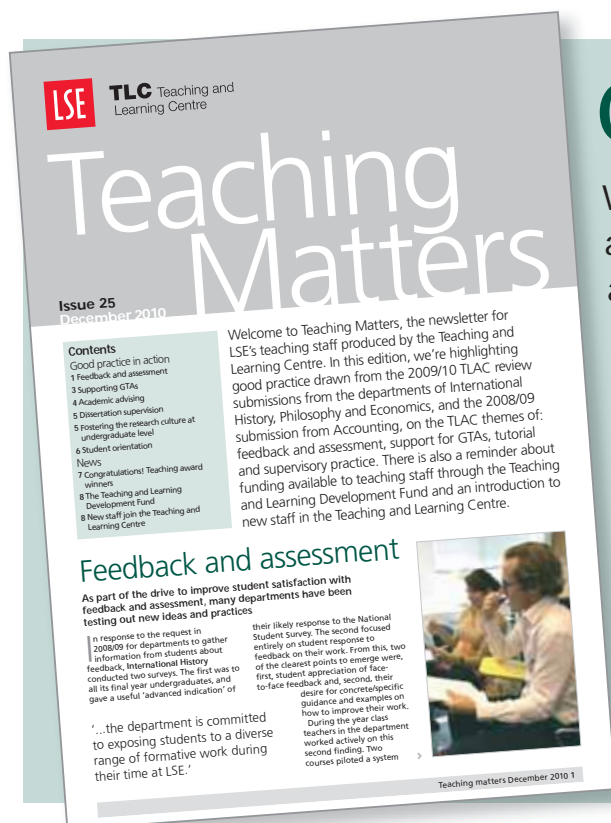 LSE
TLC Teaching and
Learning Centre
Teaching
Matters
Issue 25
December 2010
Contents
Good practice in action
1 Feedback and assessment
3 Supporting GTAs
4 Academic advising
5 Dissertation supervision
5 Fostering the research culture at
undergraduate level
6 Student orientation
News
7 Congratulations! Teaching award
winners
8 The Teaching and Learning
Development Fund
8 New staff join the Teaching and
Learning Centre
Welcome to Teaching Matters, the newsletter for
LSE's teaching staff produced by the Teaching and
Learning Centre. In this edition, we're highlighting
good practice drawn from the 2009/10 TLAC review
submissions from the departments of International
History, Philosophy and Economics, and the 2008/09
submission from Accounting, on the TLAC themes of:
feedback and assessment, support for GTAs, tutorial
and supervisory practice. There is also a reminder about
funding available to teaching staff through the Teaching
and Learning Development Fund and an introduction to
new staff in the Teaching and Learning Centre.
Feedback and assessment
As part of the drive to improve student satisfaction with
feedback and assessment, many departments have been
testing out new ideas and practices
In response to the request in
2008/09 for departments to gather
information from students about
feedback, International History
conducted two surveys. The first was to
all its final year undergraduates, and
gave a useful 'advanced indication' of
'...the department is committed
to exposing students to a diverse
range of formative work during
their time at LSE.'
their likely response to the National
Student Survey. The second focused
entirely on student response to
feedback on their work. From this, two
of the clearest points to emerge were,
first, student appreciation of face-
to-face feedback and, second, their
desire for concrete/specific
guidance and examples on
how to improve their work.
During the year class
teachers in the department
worked actively on this
second finding. Two
courses piloted a system ›
Teaching matters December 2010 1